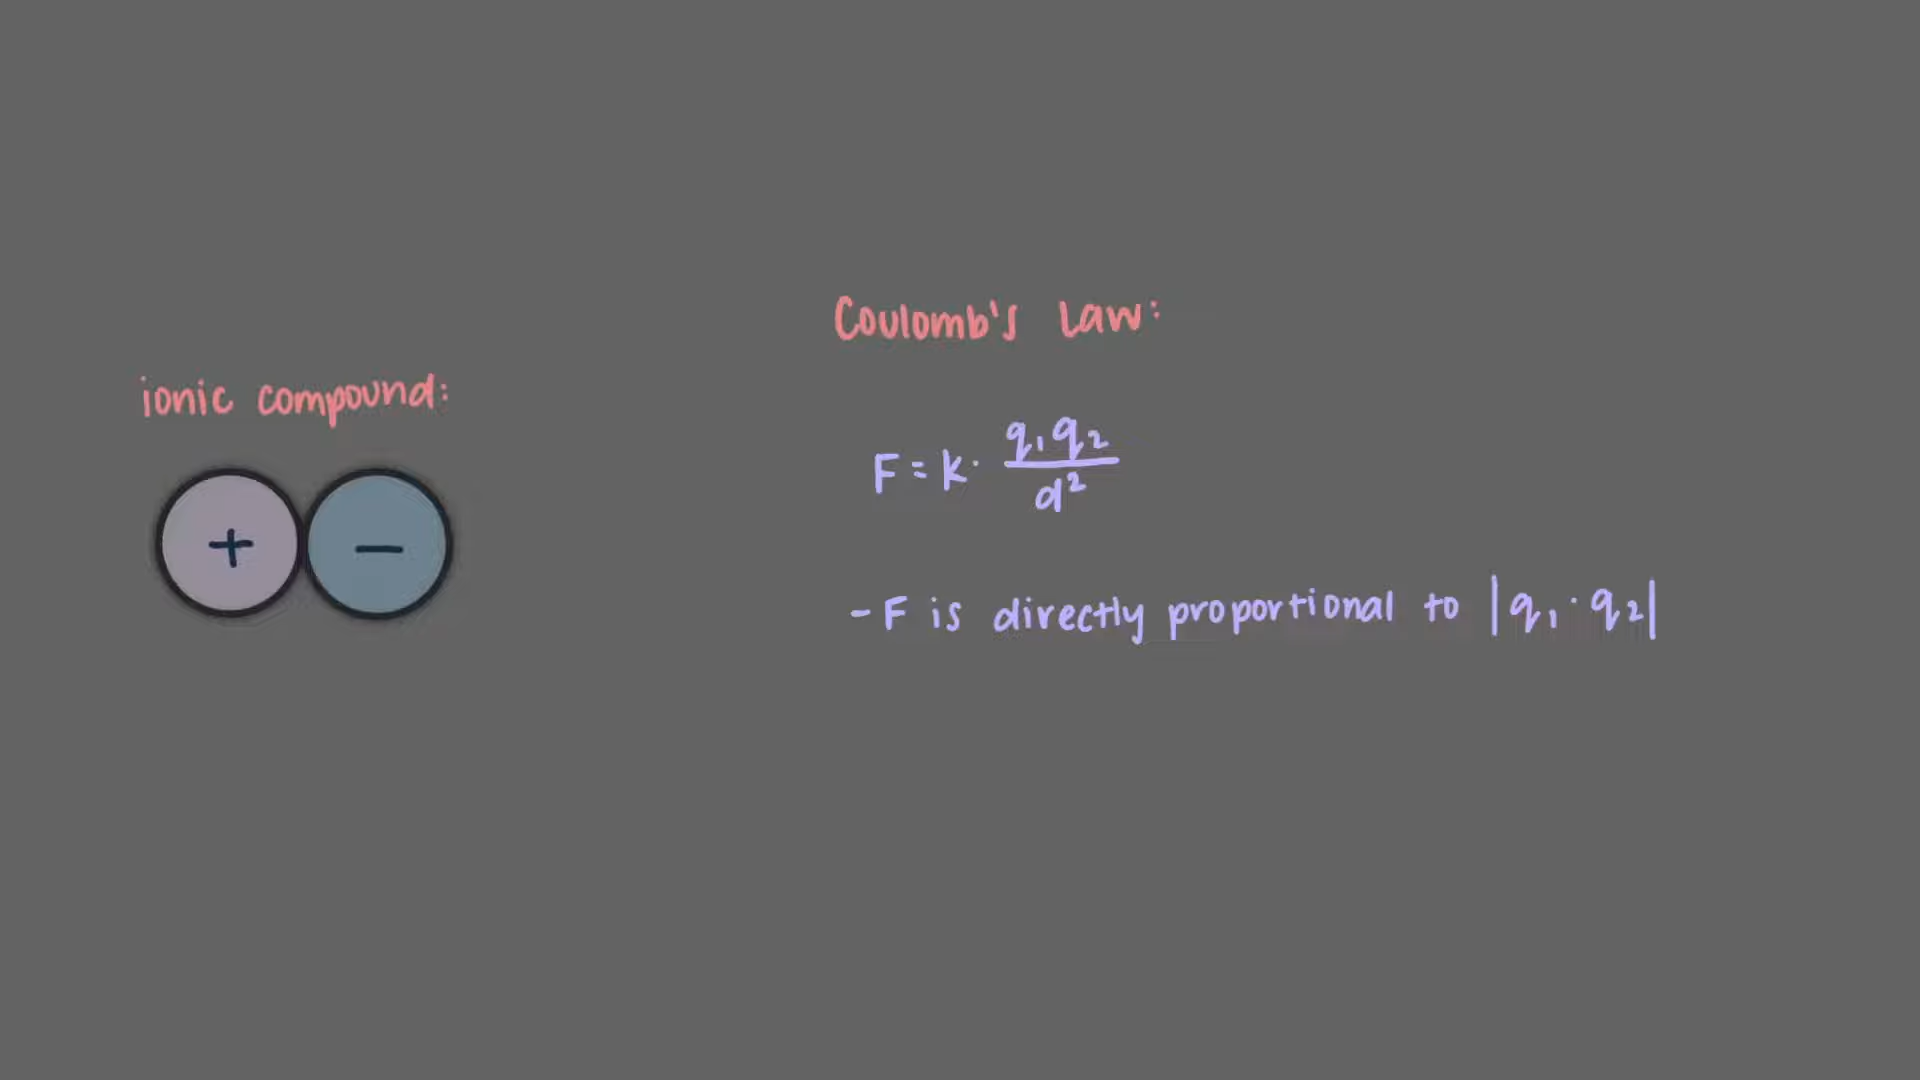 ionic compound:
+ −
Coulomb's Law:
F = k · q₁q₂/d²
- F is directly proportional to |q₁ · q₂|